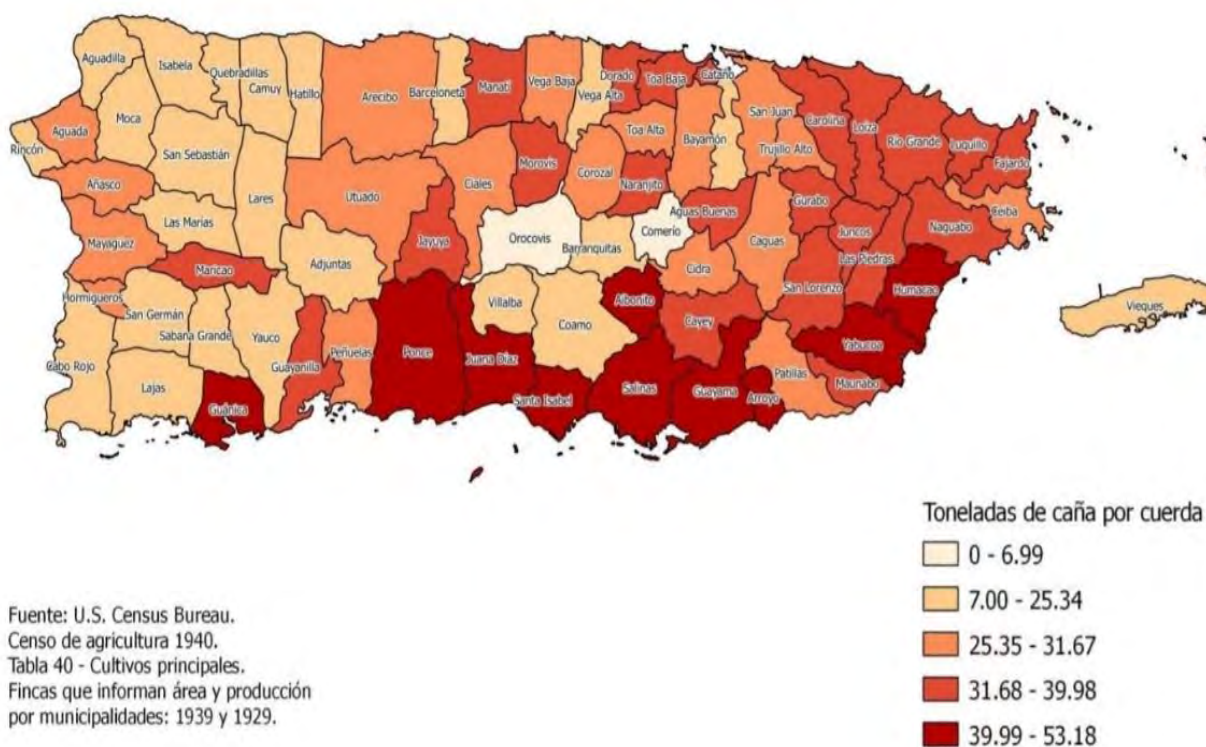 Aguadilla
Isabela
Quebradillas
Camuy
Hatillo
Arecibo
Barceloneta
Manatí
Vega Baja
Vega Alta
Dorado
Toa Baja
Cataño
San Juan
Carolina
Loíza
Río Grande
Luquillo
Fajardo
Aguada
Moca
Rincón
San Sebastián
Toa Alta
Bayamón
Trujillo Alto
Añasco
Lares
Utuado
Ciales
Morovis
Corozal
Naranjito
Ceiba
Las Marías
Aguas Buenas
Gurabo
Naguabo
Mayaguez
Orocovis
Comerío
Juncos
Jayuya
Barranquitas
Caguas
Adjuntas
Las Piedras
Maricao
Cidra
San Lorenzo
Humacao
Hormigueros
Villalba
Aibonito
Vieques
San Germán
Sabana Grande
Yauco
Coamo
Cayey
Yabucoa
Cabo Rojo
Guayanilla
Peñuelas
Ponce
Juana Díaz
Patillas
Lajas
Salinas
Guayama
Maunabo
Guánica
Santa Isabel
Arroyo
Toneladas de caña por cuerda
0 - 6.99
7.00 - 25.34
25.35 - 31.67
31.68 - 39.98
39.99 - 53.18
Fuente: U.S. Census Bureau.
Censo de agricultura 1940.
Tabla 40 - Cultivos principales.
Fincas que informan área y producción
por municipalidades: 1939 y 1929.